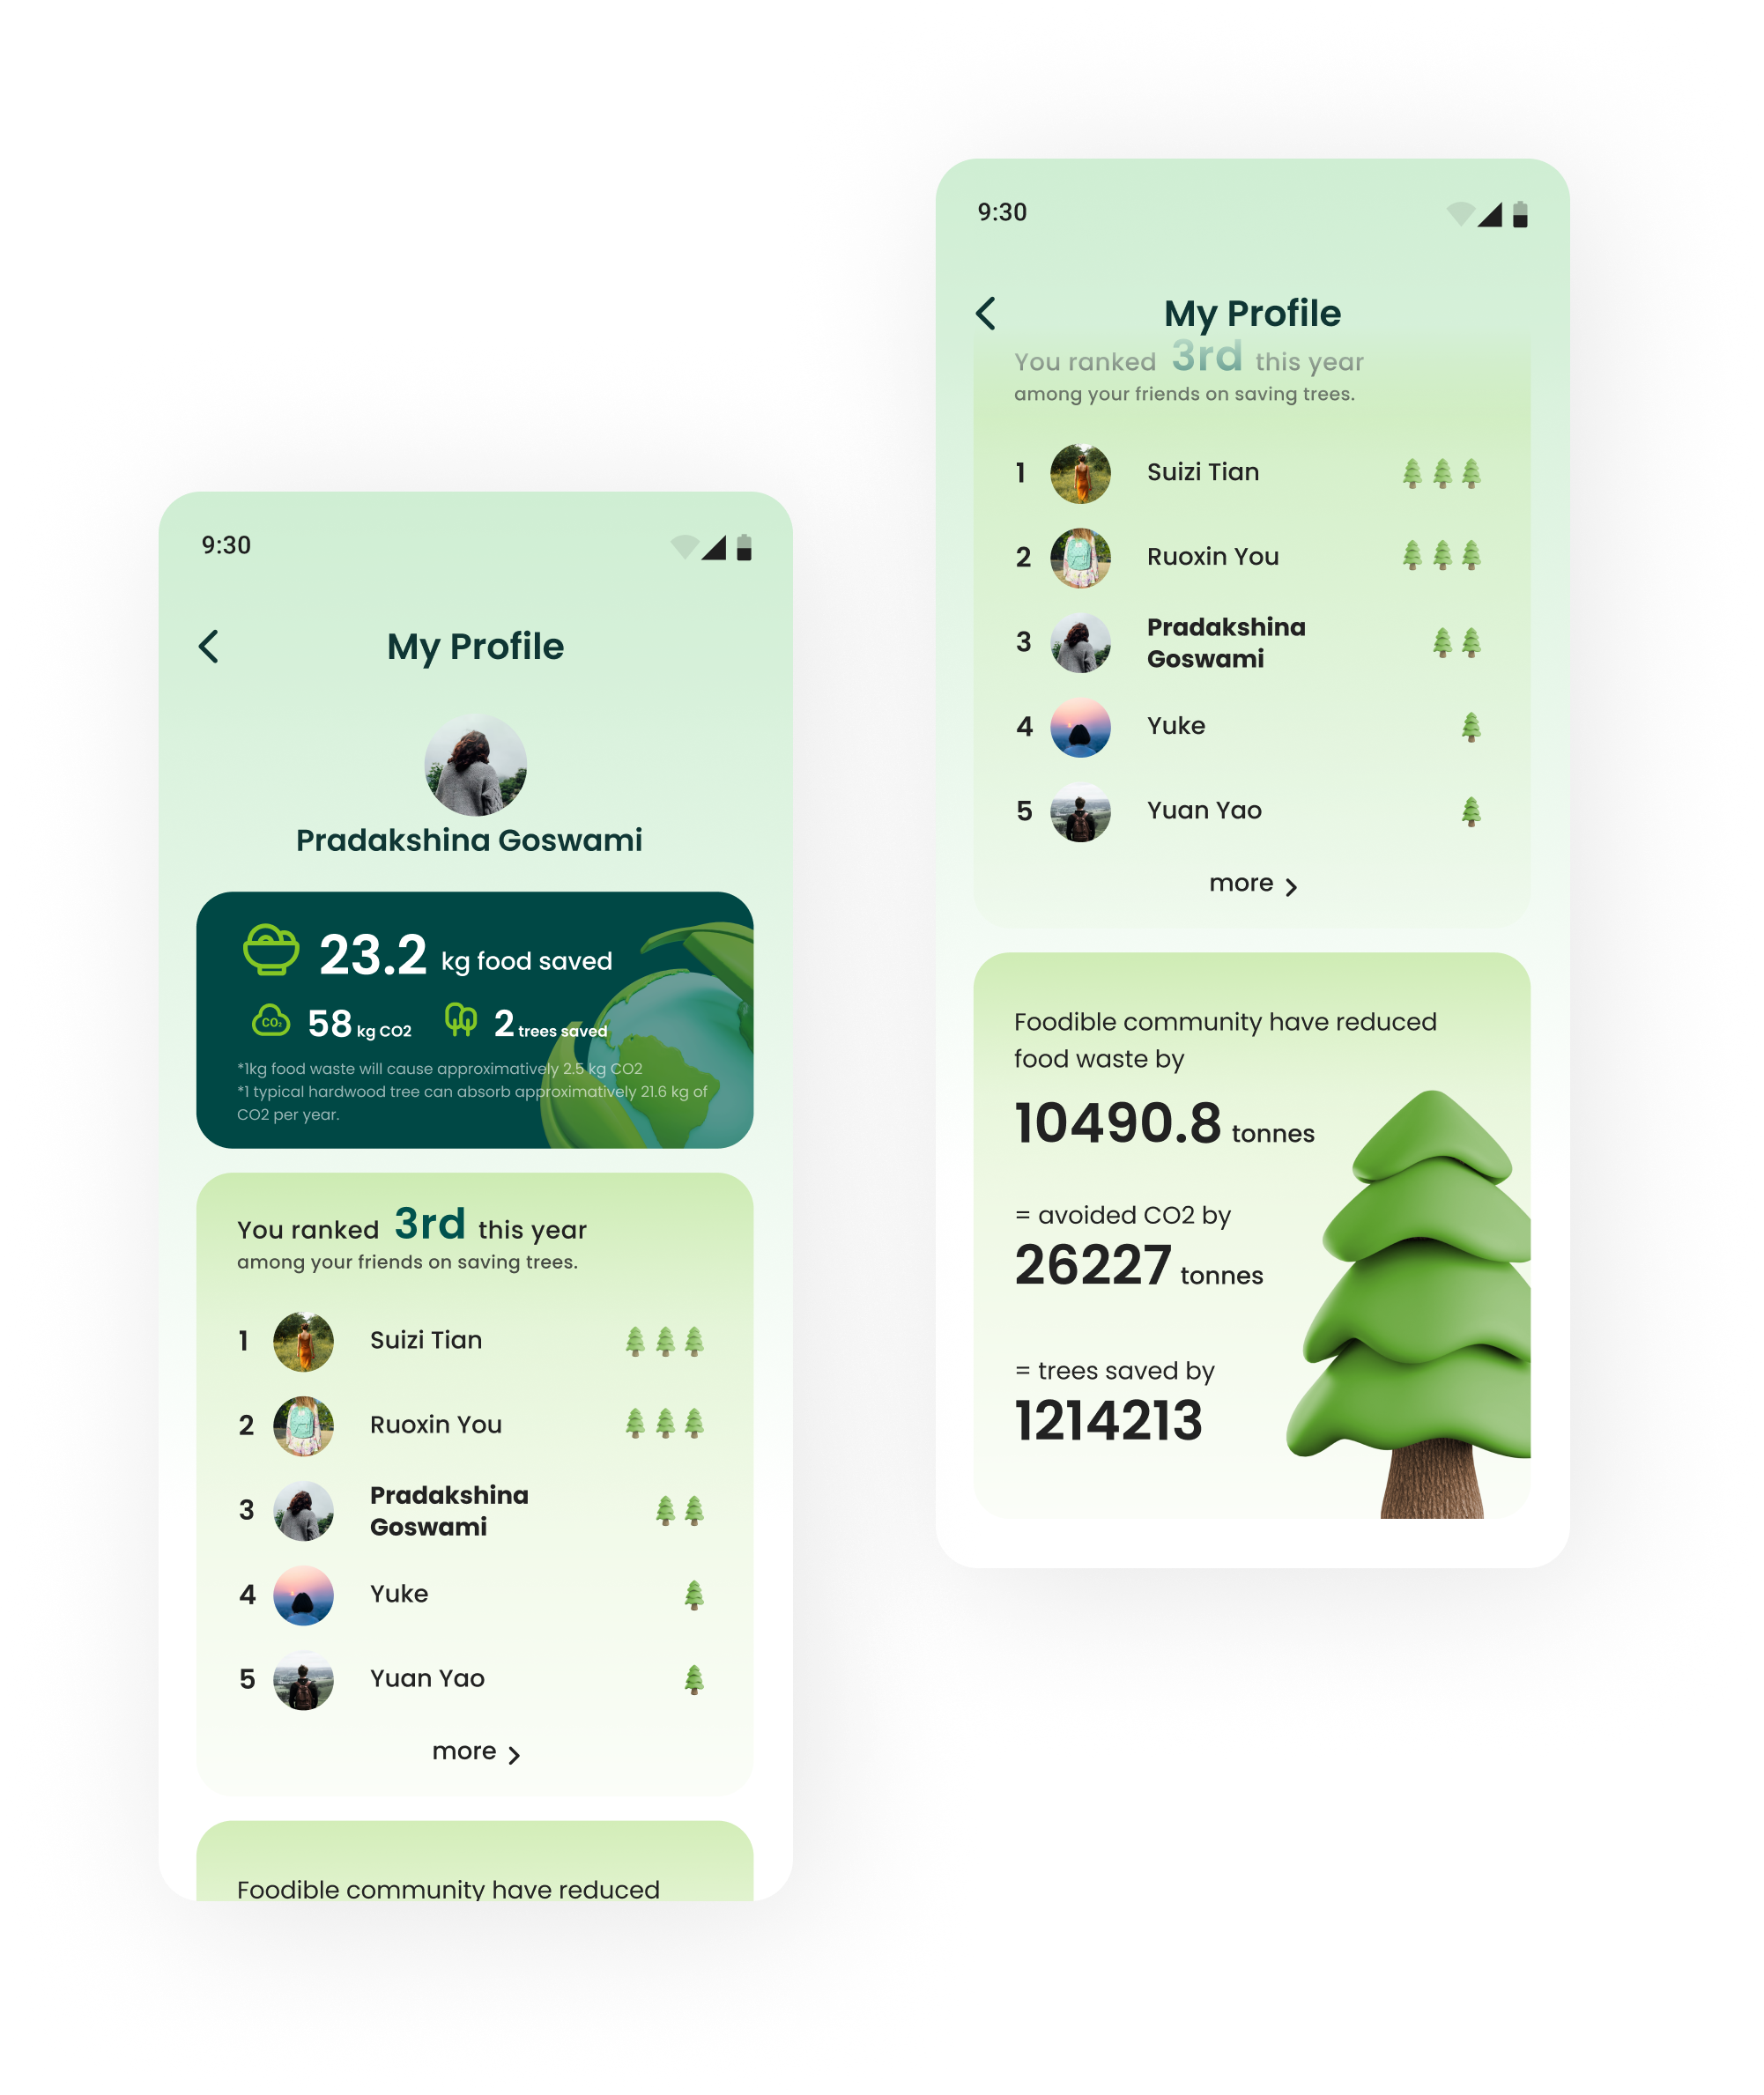 9:30
My Profile
Pradakshina Goswami
23.2 kg food saved
CO₂ 58 kg CO2 2 trees saved
*1kg food waste will cause approximatively 2.5 kg CO2
*1 typical hardwood tree can absorb approximatively 21.6 kg of
CO2 per year.
You ranked 3rd this year
among your friends on saving trees.
1 Suizi Tian
2 Ruoxin You
3 Pradakshina
Goswami
4 Yuke
5 Yuan Yao
more
Foodible community have reduced
9:30
My Profile
You ranked 3rd this year
among your friends on saving trees.
1 Suizi Tian
2 Ruoxin You
3 Pradakshina
Goswami
4 Yuke
5 Yuan Yao
more
Foodible community have reduced
food waste by
10490.8 tonnes
= avoided CO2 by
26227 tonnes
= trees saved by
1214213